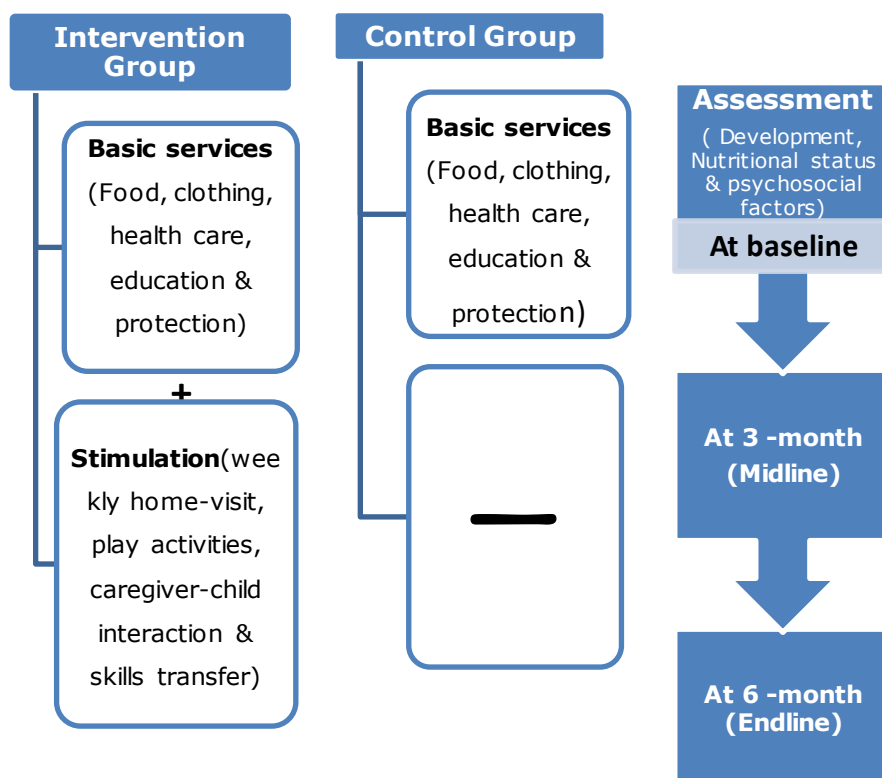 Intervention
Group
Basic services
(Food, clothing,
health care,
education &
protection)
+
Stimulation(wee
kly home-visit,
play activities,
caregiver-child
interaction &
skills transfer)
Control Group
Basic services
(Food, clothing,
health care,
education &
protection)
—
Assessment
( Development,
Nutritional status
& psychosocial
factors)
At baseline
At 3 -month
(Midline)
At 6 -month
(Endline)